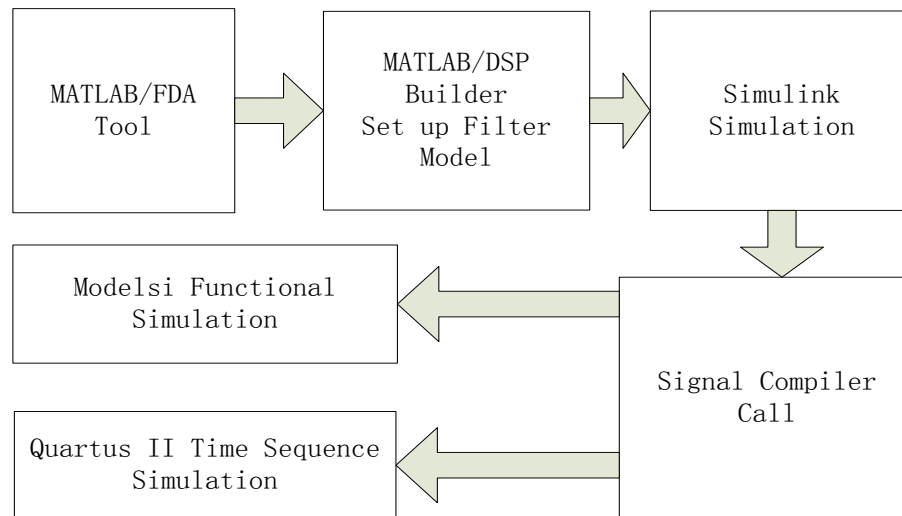 MATLAB/FDA
Tool
MATLAB/DSP
Builder
Set up Filter
Model
Simulink
Simulation
Modelsi Functional
Simulation
Signal Compiler
Call
Quartus II Time Sequence
Simulation